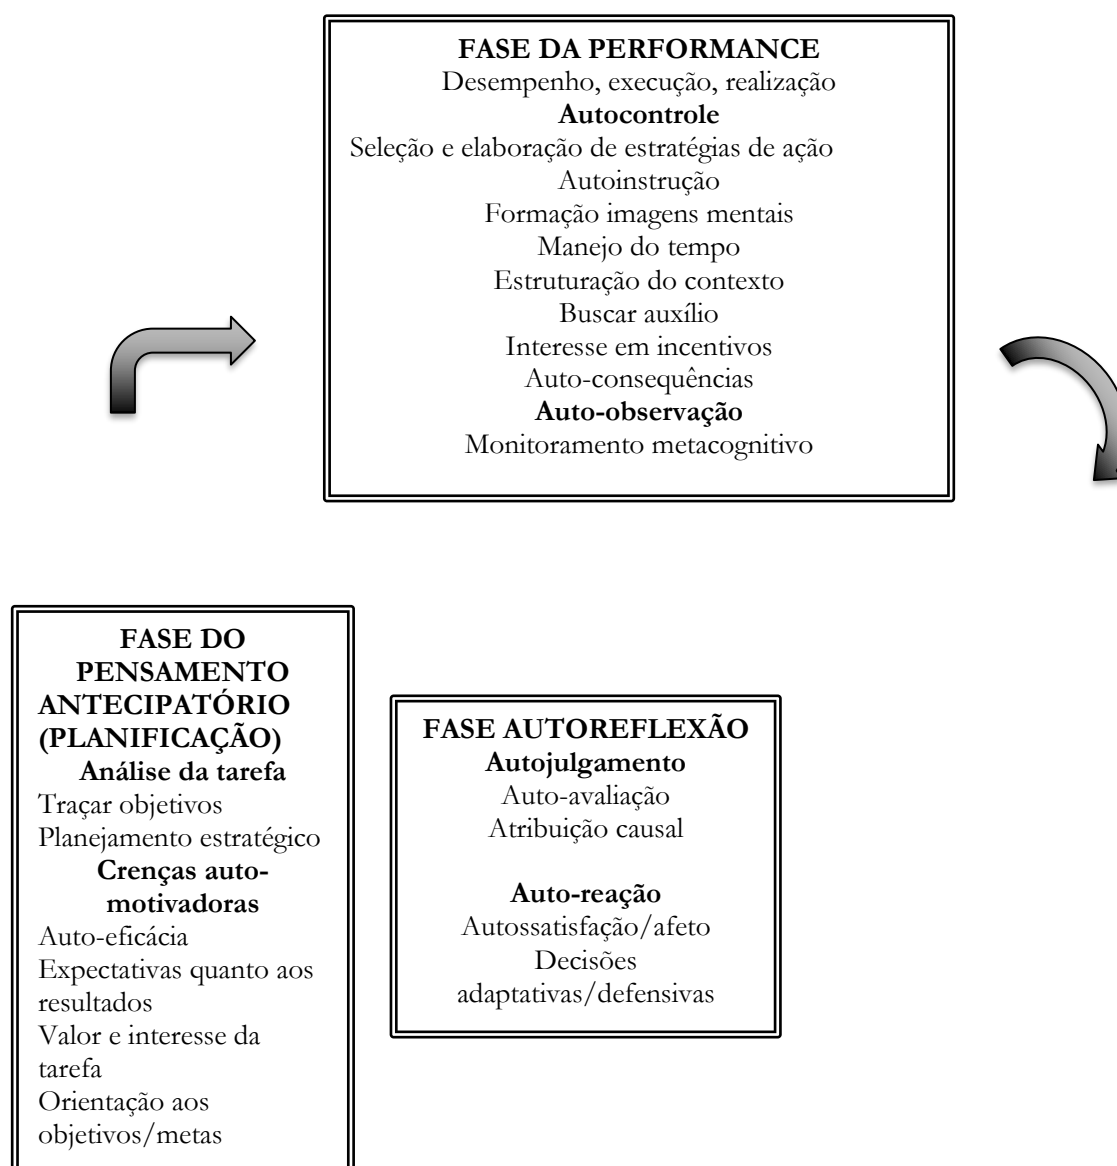 FASE DA PERFORMANCE
Desempenho, execução, realização
Autocontrole
Seleção e elaboração de estratégias de ação
Autoinstrução
Formação imagens mentais
Manejo do tempo
Estruturação do contexto
Buscar auxílio
Interesse em incentivos
Auto-consequências
Auto-observação
Monitoramento metacognitivo
FASE DO
PENSAMENTO
ANTECIPATÓRIO
(PLANIFICAÇÃO)
Análise da tarefa
Traçar objetivos
Planejamento estratégico
Crenças auto-
motivadoras
Auto-eficácia
Expectativas quanto aos
resultados
Valor e interesse da
tarefa
Orientação aos
objetivos/metas
FASE AUTOREFLEXÃO
Autojulgamento
Auto-avaliação
Atribuição causal
Auto-reação
Autossatisfação/afeto
Decisões
adaptativas/defensivas